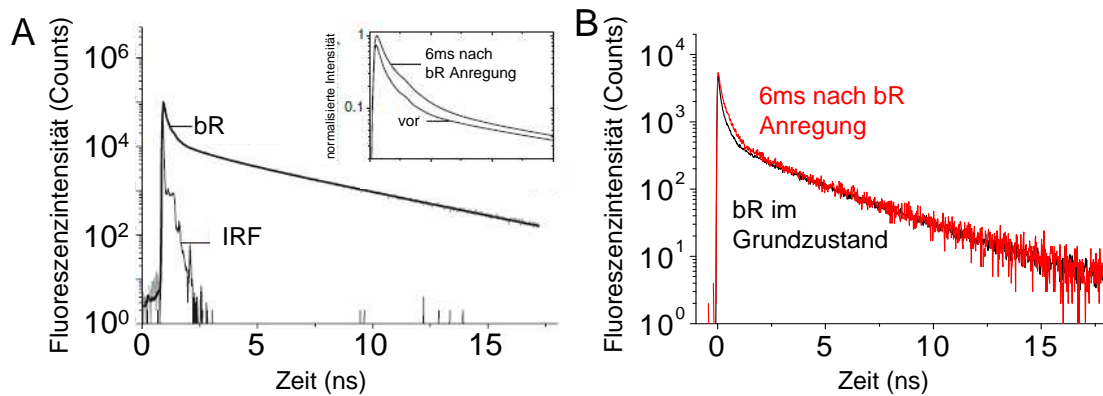 A
Fluoreszenzintensität (Counts)
10^6
10^4
10^2
10^0
bR
IRF
0
5
10
15
Zeit (ns)
normalisierte Intensität
1
0.1
6ms nach
bR Anregung
vor
B
Fluoreszenzintensität (Counts)
10^4
10^3
10^2
10^1
10^0
6ms nach bR
Anregung
bR im
Grundzustand
0
5
10
15
Zeit (ns)